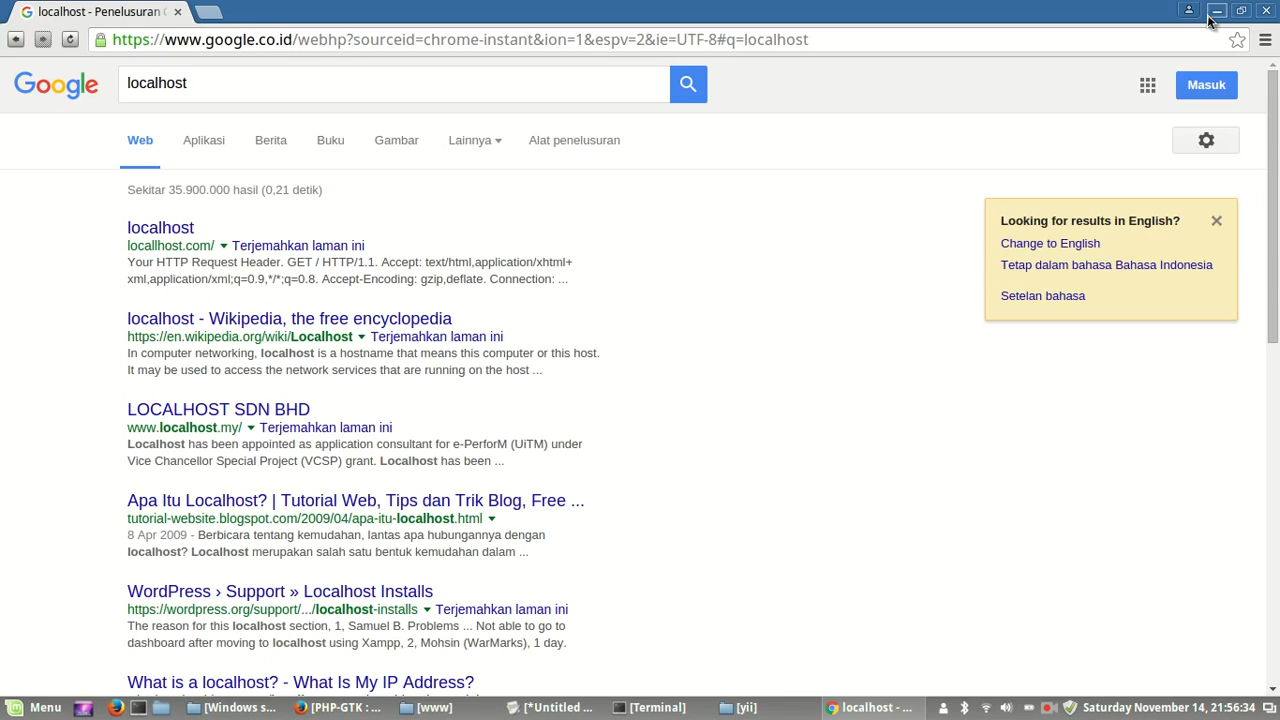 localhost - Penelusuran G
https://www.google.co.id/webhp?sourceid=chrome-instant&ion=1&espv=2&ie=UTF-8#q=localhost
Google
localhost
Masuk
Web
Aplikasi
Berita
Buku
Gambar
Lainnya
Alat penelusuran
Sekitar 35.900.000 hasil (0,21 detik)
localhost
locallhost.com/ Terjemahkan laman ini
Your HTTP Request Header. GET / HTTP/1.1. Accept: text/html,application/xhtml+
xml,application/xml;q=0.9,*/*;q=0.8. Accept-Encoding: gzip,deflate. Connection: ...
localhost - Wikipedia, the free encyclopedia
https://en.wikipedia.org/wiki/Localhost Terjemahkan laman ini
In computer networking, localhost is a hostname that means this computer or this host.
It may be used to access the network services that are running on the host ...
LOCALHOST SDN BHD
www.localhost.my/ Terjemahkan laman ini
Localhost has been appointed as application consultant for e-PerforM (UiTM) under
Vice Chancellor Special Project (VCSP) grant. Localhost has been ...
Apa Itu Localhost? | Tutorial Web, Tips dan Trik Blog, Free ...
tutorial-website.blogspot.com/2009/04/apa-itu-localhost.html
8 Apr 2009 - Berbicara tentang kemudahan, lantas apa hubungannya dengan
localhost? Localhost merupakan salah satu bentuk kemudahan dalam ...
WordPress › Support » Localhost Installs
https://wordpress.org/support/.../localhost-installs Terjemahkan laman ini
The reason for this localhost section, 1, Samuel B. Problems ... Not able to go to
dashboard after moving to localhost using Xampp, 2, Mohsin (WarMarks), 1 day.
What is a localhost? - What Is My IP Address?
Looking for results in English?
Change to English
Tetap dalam bahasa Bahasa Indonesia
Setelan bahasa
Menu
[Windows s...
[PHP-GTK : ...
[www]
[*Untitled ...
[Terminal]
[yii]
localhost - ...
Saturday November 14, 21:56:34